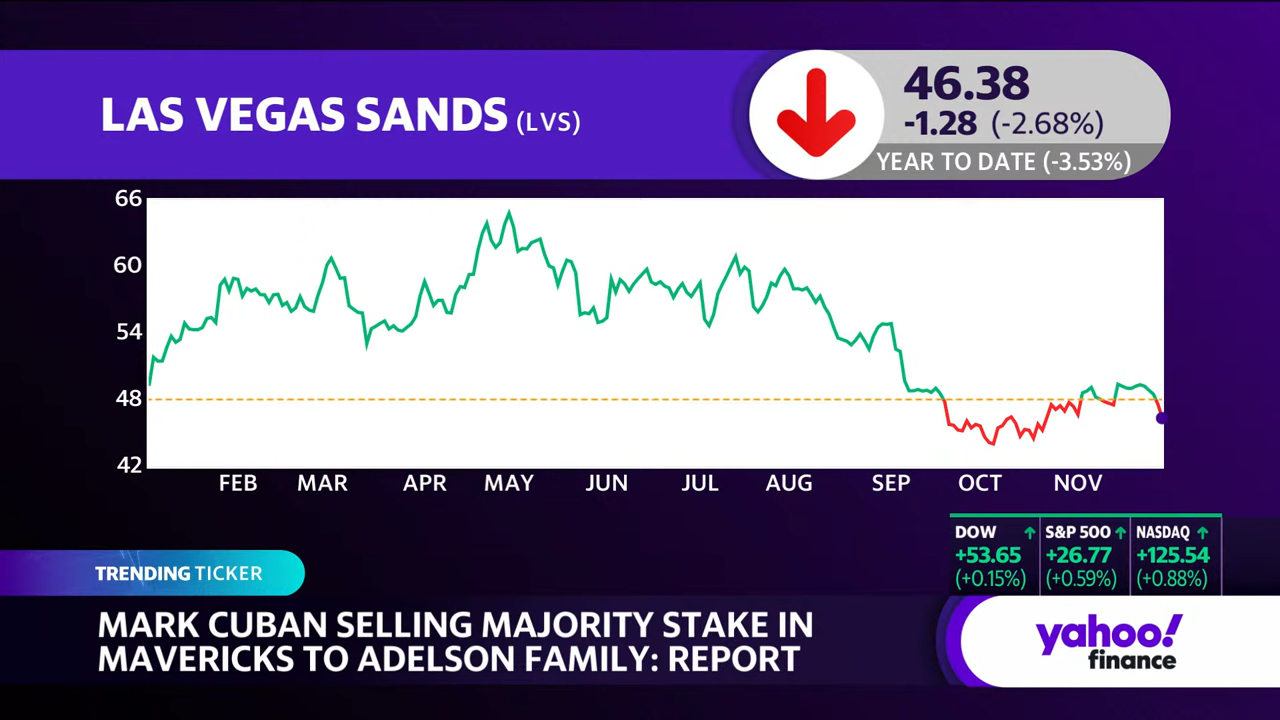 LAS VEGAS SANDS (LVS)
46.38
-1.28 (-2.68%)
YEAR TO DATE (-3.53%)
66
60
54
48
42
FEB MAR APR MAY JUN JUL AUG SEP OCT NOV
DOW S&P 500 NASDAQ
+53.65 +26.77 +125.54
(+0.15%) (+0.59%) (+0.88%)
TRENDING TICKER
MARK CUBAN SELLING MAJORITY STAKE IN
MAVERICKS TO ADELSON FAMILY: REPORT
yahoo!
finance